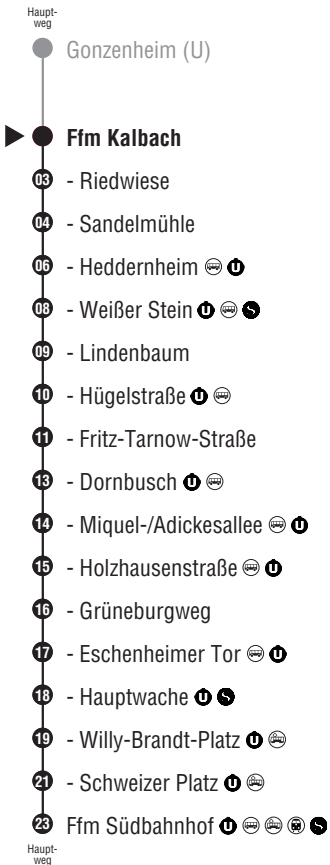 Haupt-
weg
Gonzenheim (U)
Ffm Kalbach
03 - Riedwiese
04 - Sandelmühle
06 - Heddernheim U
08 - Weißer Stein U S
09 - Lindenbaum
10 - Hügelstraße U
11 - Fritz-Tarnow-Straße
13 - Dornbusch U
14 - Miquel-/Adickesallee U
15 - Holzhausenstraße U
16 - Grüneburgweg
17 - Eschenheimer Tor U
18 - Hauptwache U S
19 - Willy-Brandt-Platz U
21 - Schweizer Platz U
23 Ffm Südbahnhof U S
Haupt-
weg